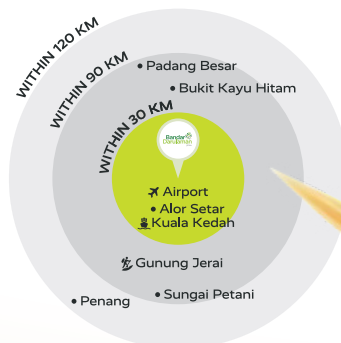 WITHIN 120 KM
WITHIN 90 KM
WITHIN 30 KM
• Padang Besar
• Bukit Kayu Hitam
Bandar
Darulaman
Airport
• Alor Setar
Kuala Kedah
Gunung Jerai
• Sungai Petani
• Penang